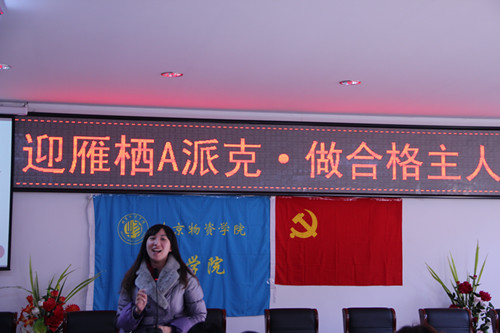 迎雁栖A派克·做合格主人
京物资学院
学院